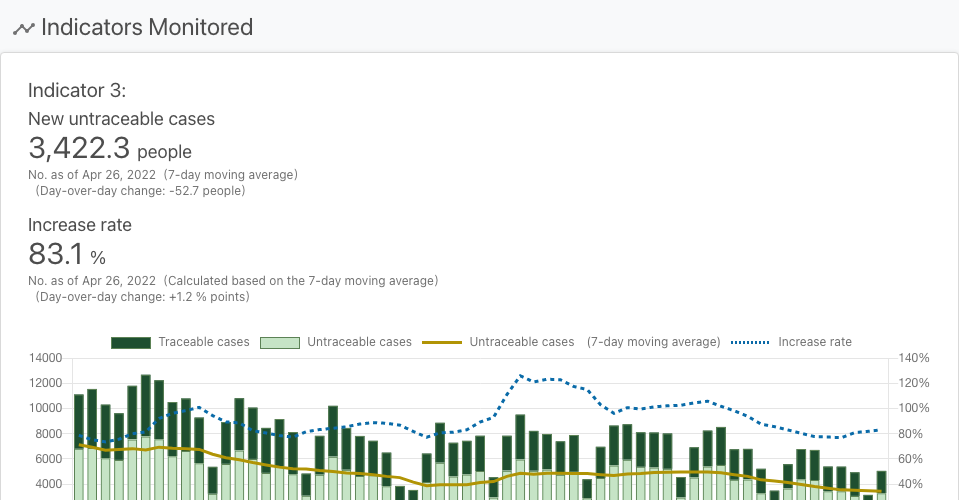 Indicators Monitored
Indicator 3:
New untraceable cases
3,422.3 people
No. as of Apr 26, 2022 (7-day moving average)
(Day-over-day change: -52.7 people)
Increase rate
83.1 %
No. as of Apr 26, 2022 (Calculated based on the 7-day moving average)
(Day-over-day change: +1.2 % points)
Traceable cases Untraceable cases Untraceable cases (7-day moving average) Increase rate
14000 140%
12000 120%
10000 100%
8000 80%
6000 60%
4000 40%